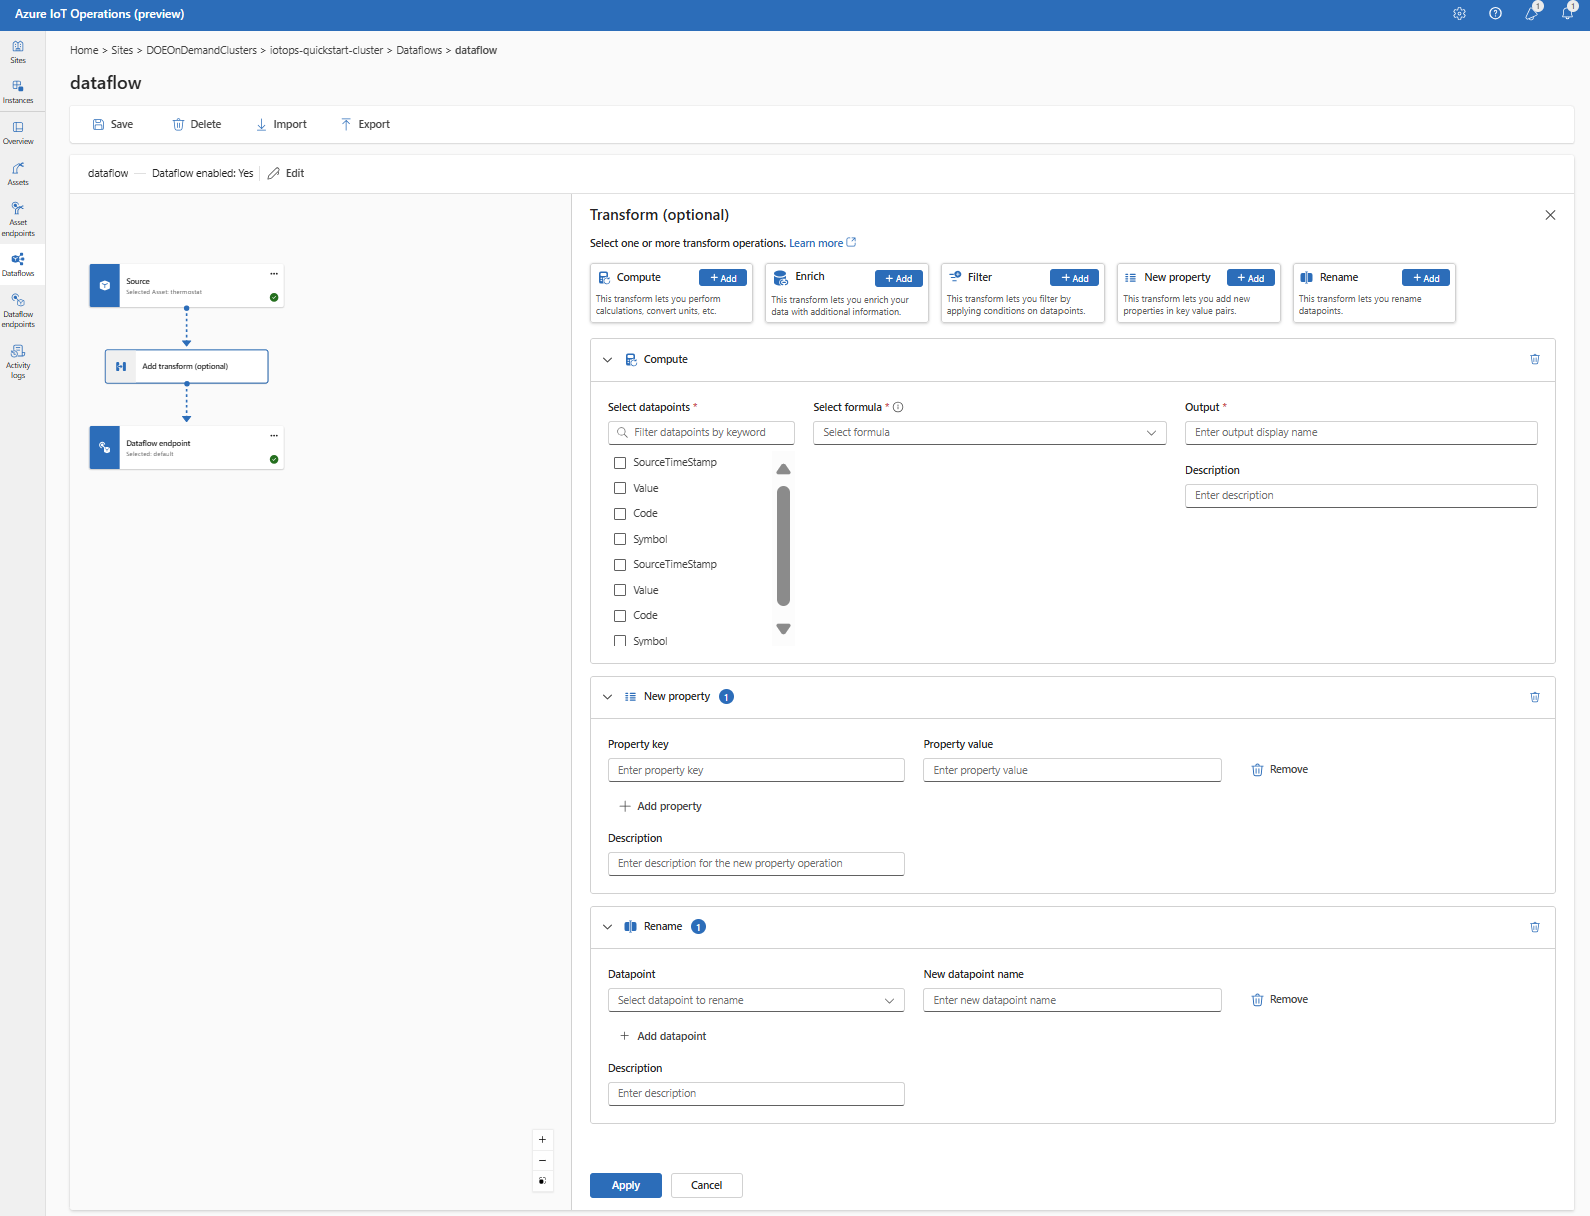 Azure IoT Operations (preview)
1
1
Sites
Instances
Overview
Assets
Asset
endpoints
Dataflows
Dataflow
endpoints
Activity
logs
Home > Sites > DOEOnDemandClusters > iotops-quickstart-cluster > Dataflows > dataflow
dataflow
Save
Delete
Import
Export
dataflow — Dataflow enabled: Yes
Edit
Source
Selected Asset: thermostat
Add transform (optional)
Dataflow endpoint
Selected: default
Transform (optional)
Select one or more transform operations. Learn more
Compute
+ Add
This transform lets you perform
calculations, convert units, etc.
Enrich
+ Add
This transform lets you enrich your
data with additional information.
Filter
+ Add
This transform lets you filter by
applying conditions on datapoints.
New property
+ Add
This transform lets you add new
properties in key value pairs.
Rename
+ Add
This transform lets you rename
datapoints.
Compute
Select datapoints *
Filter datapoints by keyword
SourceTimeStamp
Value
Code
Symbol
SourceTimeStamp
Value
Code
Symbol
Select formula *
Select formula
Output *
Enter output display name
Description
Enter description
New property 1
Property key
Property value
Enter property key
Enter property value
Remove
+ Add property
Description
Enter description for the new property operation
Rename 1
Datapoint
New datapoint name
Select datapoint to rename
Enter new datapoint name
Remove
+ Add datapoint
Description
Enter description
Apply
Cancel